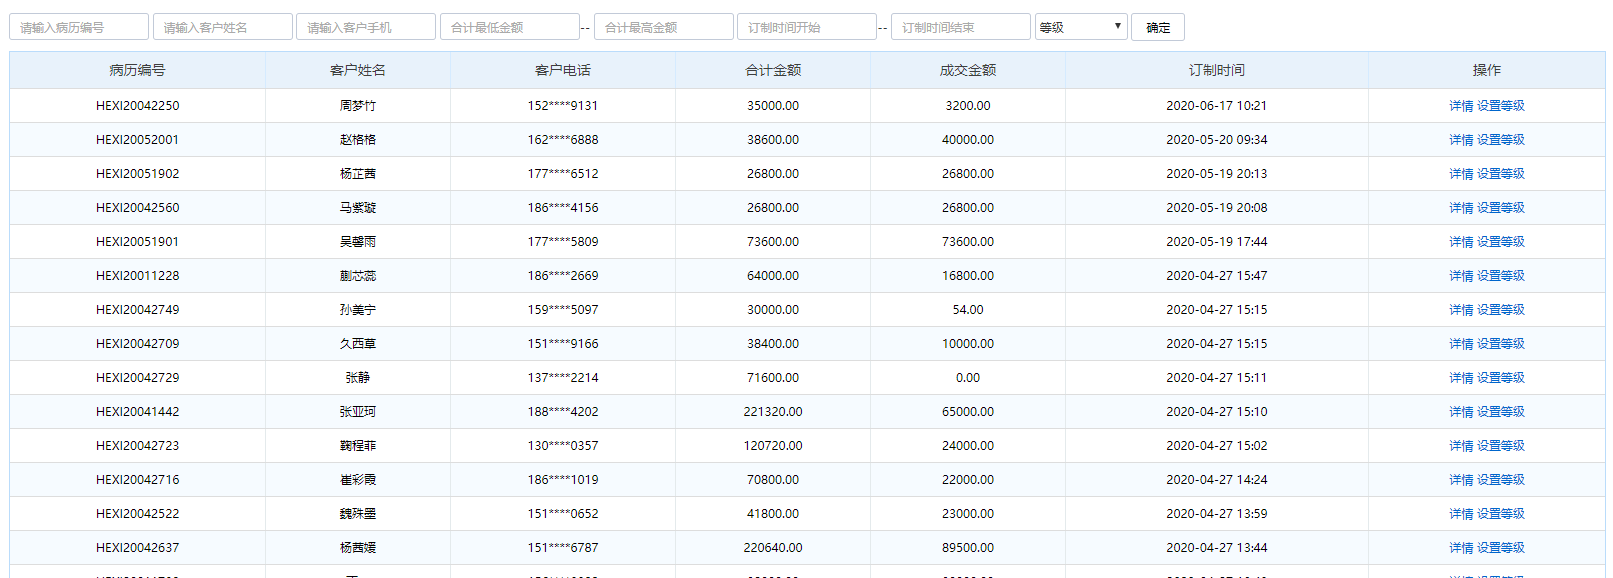 请输入病历编号 请输入客户姓名 请输入客户手机 合计最低金额 -- 合计最高金额 订制时间开始 -- 订制时间结束 等级 确定
病历编号 客户姓名 客户电话 合计金额 成交金额 订制时间 操作
HEXI20042250 周梦竹 152****9131 35000.00 3200.00 2020-06-17 10:21 详情 设置等级
HEXI20052001 赵格格 162****6888 38600.00 40000.00 2020-05-20 09:34 详情 设置等级
HEXI20051902 杨芷茜 177****6512 26800.00 26800.00 2020-05-19 20:13 详情 设置等级
HEXI20042560 马紫璇 186****4156 26800.00 26800.00 2020-05-19 20:08 详情 设置等级
HEXI20051901 吴馨雨 177****5809 73600.00 73600.00 2020-05-19 17:44 详情 设置等级
HEXI20011228 蒯芯蕊 186****2669 64000.00 16800.00 2020-04-27 15:47 详情 设置等级
HEXI20042749 孙美宁 159****5097 30000.00 54.00 2020-04-27 15:15 详情 设置等级
HEXI20042709 久西草 151****9166 38400.00 10000.00 2020-04-27 15:15 详情 设置等级
HEXI20042729 张静 137****2214 71600.00 0.00 2020-04-27 15:11 详情 设置等级
HEXI20041442 张亚珂 188****4202 221320.00 65000.00 2020-04-27 15:10 详情 设置等级
HEXI20042723 鞠程菲 130****0357 120720.00 24000.00 2020-04-27 15:02 详情 设置等级
HEXI20042716 崔彩霞 186****1019 70800.00 22000.00 2020-04-27 14:24 详情 设置等级
HEXI20042522 魏殊墨 151****0652 41800.00 23000.00 2020-04-27 13:59 详情 设置等级
HEXI20042637 杨茜媛 151****6787 220640.00 89500.00 2020-04-27 13:44 详情 设置等级